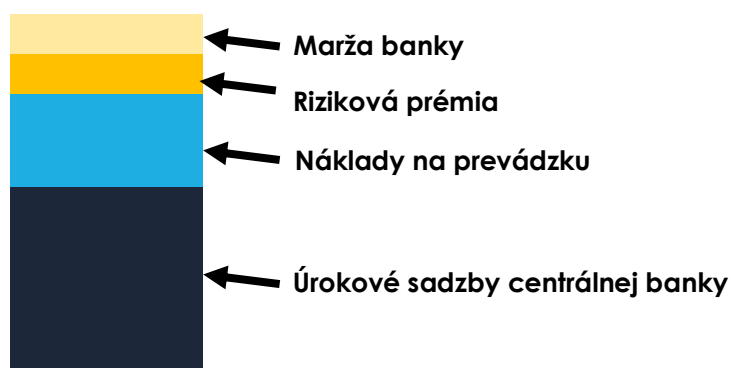 Marža banky
Riziková prémia
Náklady na prevádzku
Úrokové sadzby centrálnej banky